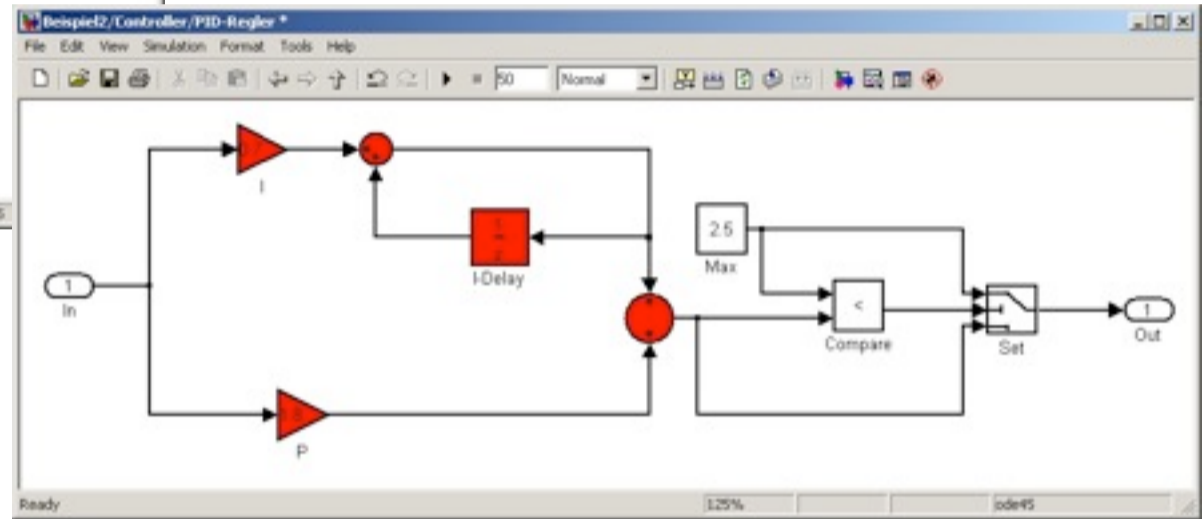 Beispiel2/Controller/PID-Regler *
File Edit View Simulation Format Tools Help
50 Normal
I
1
z
I-Delay
2.5
Max
1
In
<
Compare
Set
1
Out
P
Ready 125% ode45